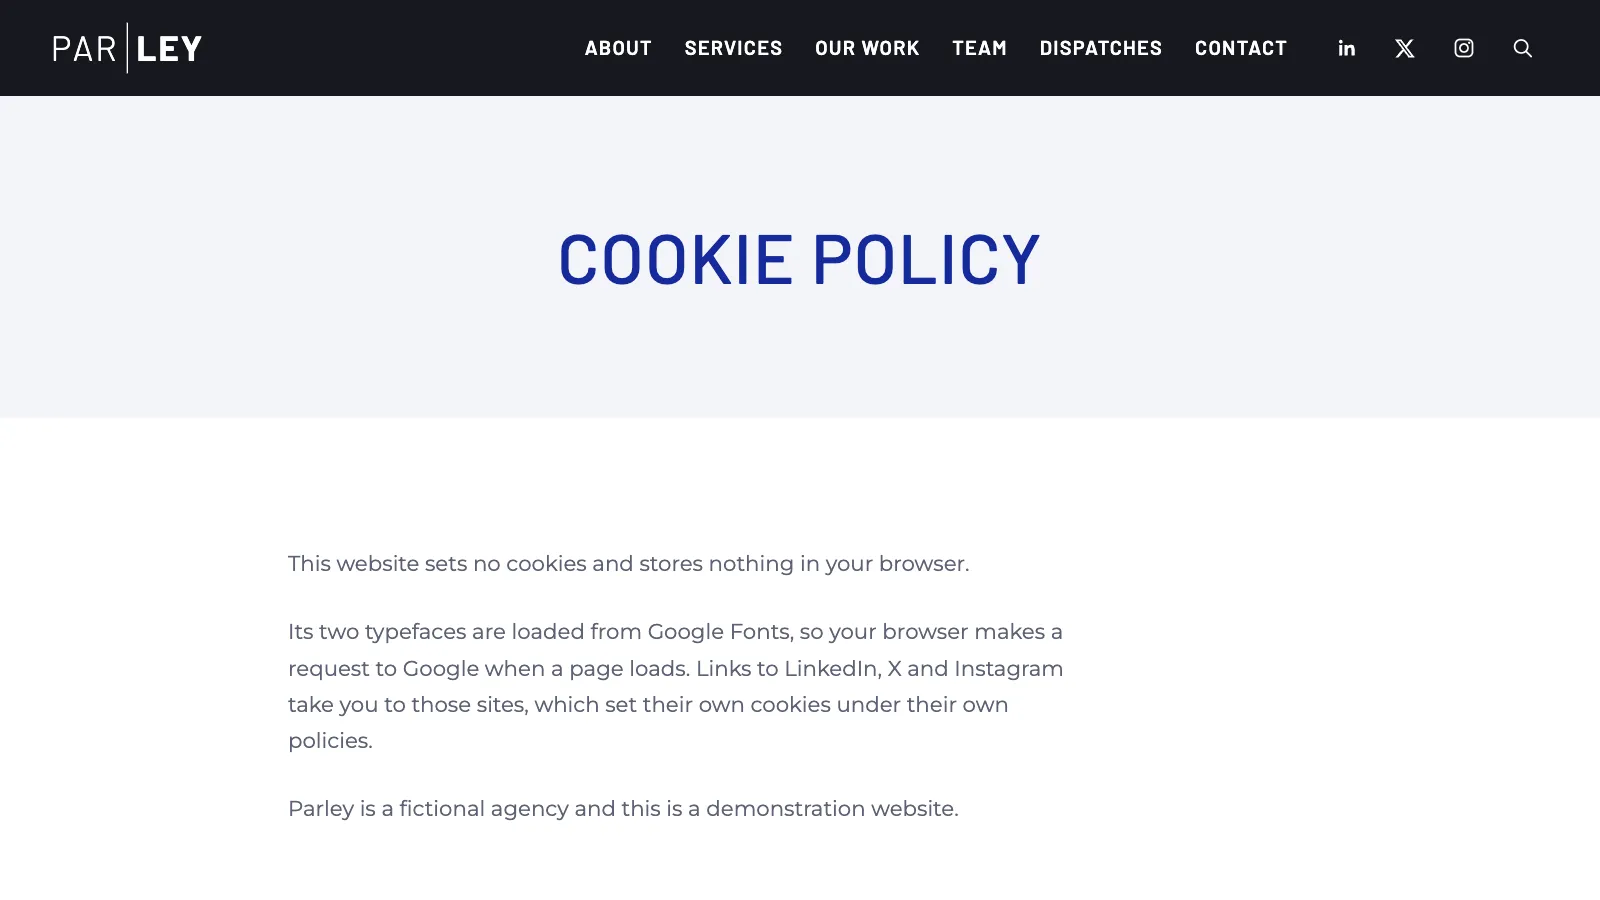 PAR|LEY
ABOUT SERVICES OUR WORK TEAM DISPATCHES CONTACT
COOKIE POLICY
This website sets no cookies and stores nothing in your browser.
Its two typefaces are loaded from Google Fonts, so your browser makes a
request to Google when a page loads. Links to LinkedIn, X and Instagram
take you to those sites, which set their own cookies under their own
policies.
Parley is a fictional agency and this is a demonstration website.